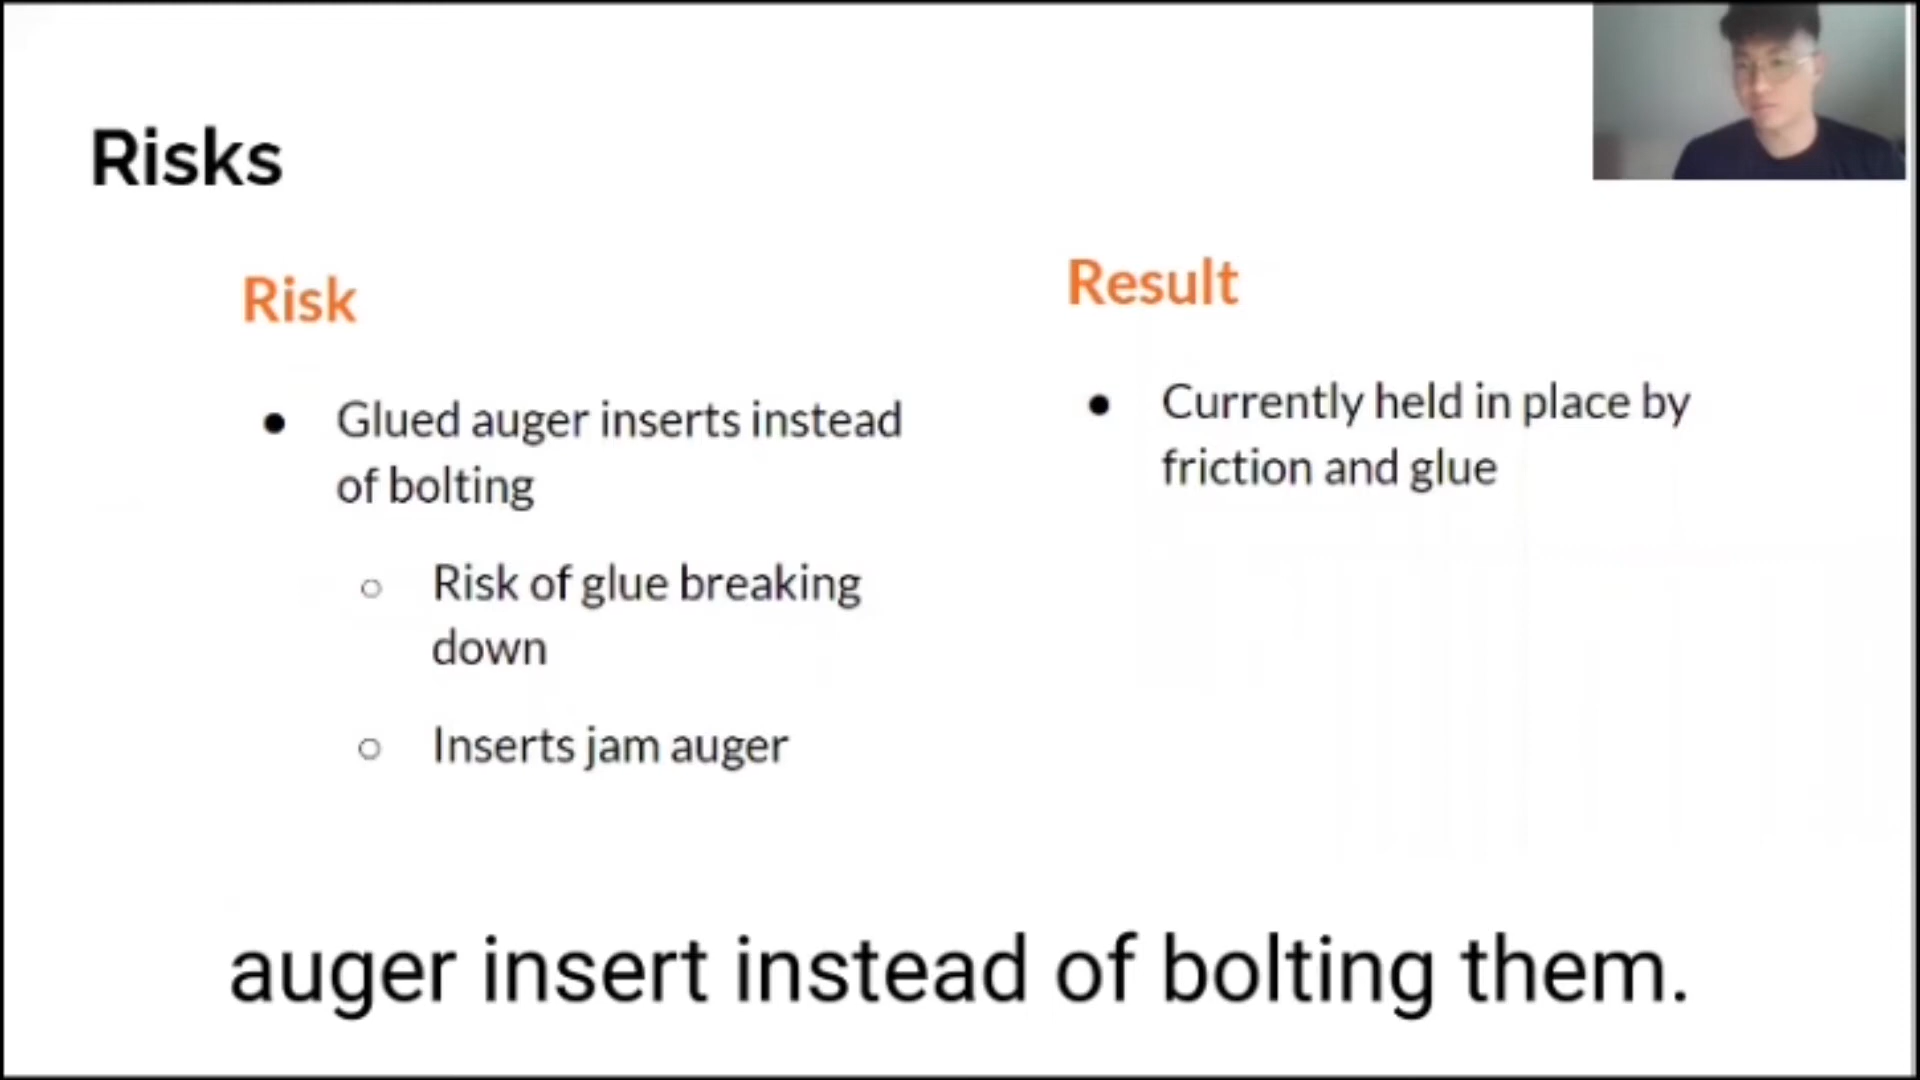 Risks
Risk
● Glued auger inserts instead
of bolting
○ Risk of glue breaking
down
○ Inserts jam auger
Result
● Currently held in place by
friction and glue
auger insert instead of bolting them.